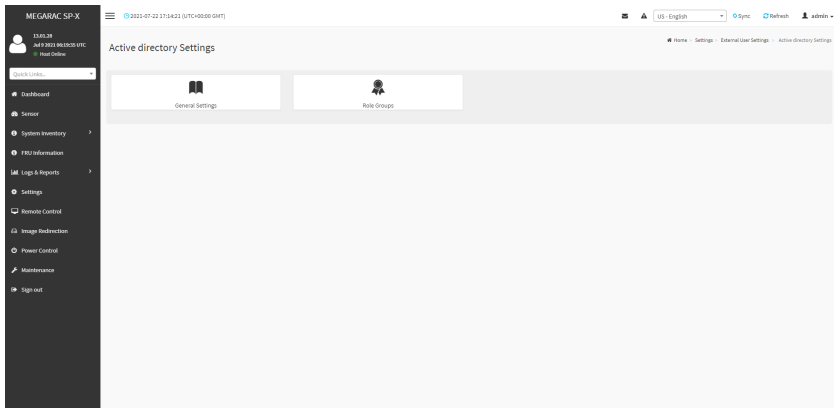 MEGARAC SP-X
2021-07-22 17:14:21 (UTC+00:00 GMT)
US - English
Sync
Refresh
admin
13.01.28
Jul 9 2021 06:19:35 UTC
Host Online
Quick Links...
Dashboard
Sensor
System Inventory
FRU Information
Logs & Reports
Settings
Remote Control
Image Redirection
Power Control
Maintenance
Sign out
Active directory Settings
Home > Settings > External User Settings > Active directory Settings
General Settings
Role Groups